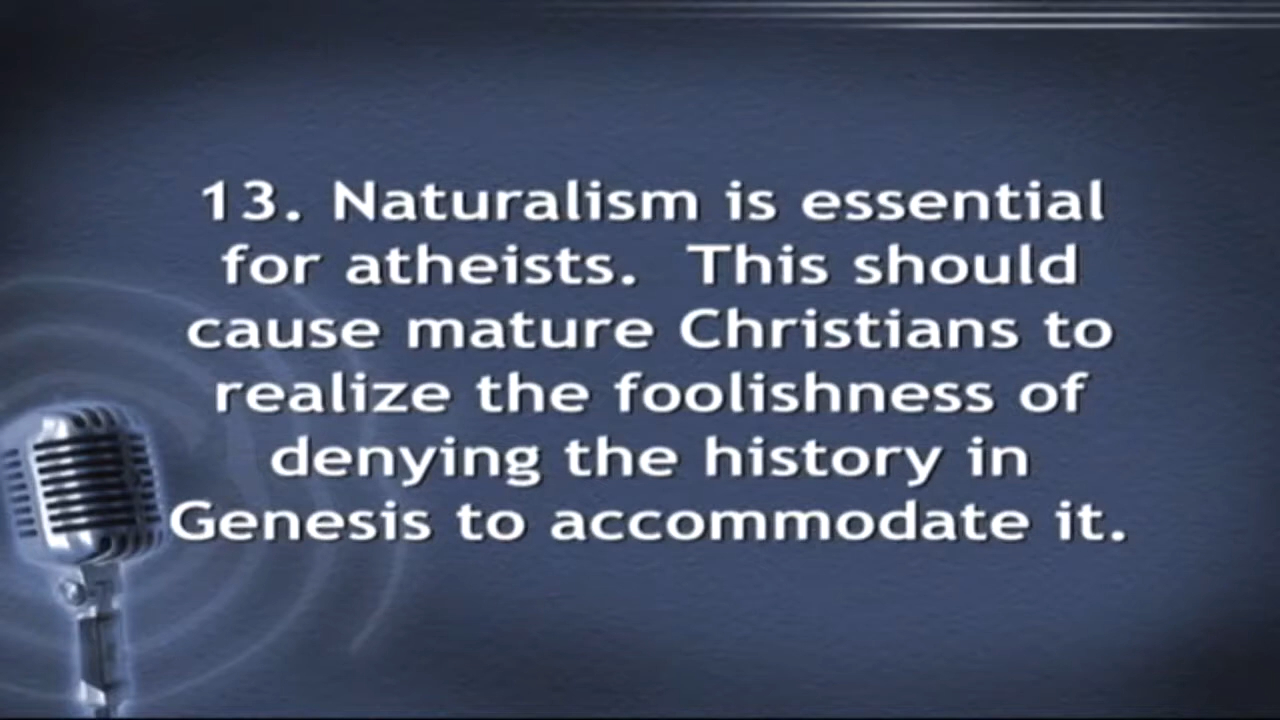 13. Naturalism is essential
for atheists.  This should
cause mature Christians to
realize the foolishness of
denying the history in
Genesis to accommodate it.